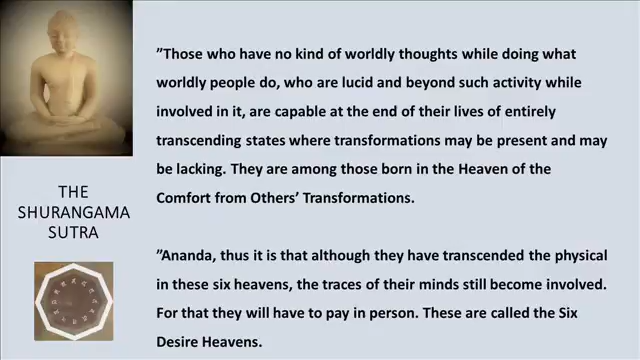 ”Those who have no kind of worldly thoughts while doing what
worldly people do, who are lucid and beyond such activity while
involved in it, are capable at the end of their lives of entirely
transcending states where transformations may be present and may
be lacking. They are among those born in the Heaven of the
Comfort from Others’ Transformations.
”Ananda, thus it is that although they have transcended the physical
in these six heavens, the traces of their minds still become involved.
For that they will have to pay in person. These are called the Six
Desire Heavens.
THE
SHURANGAMA
SUTRA